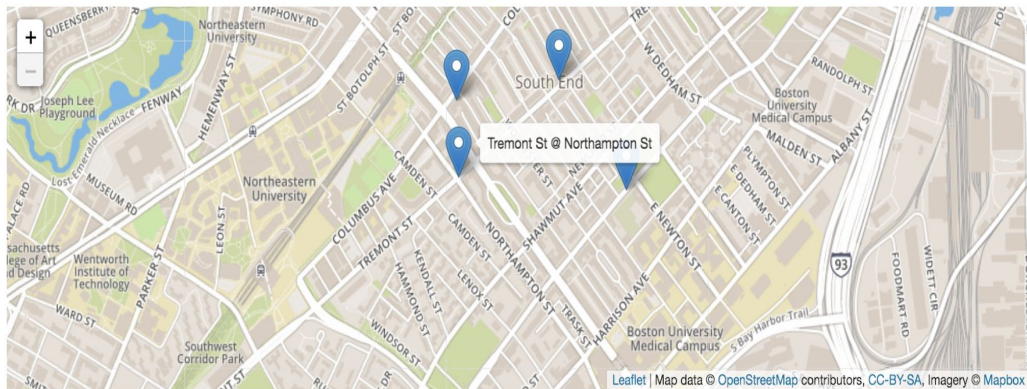 +
−
QUEENSBERRY
SYMPHONY RD
Northeastern
University
ST BOTOLPH ST
HEMENWAY ST
FENWAY
Joseph Lee
Playground
Lost Emerald Necklace
MUSEUM RD
ST BOTOLPH ST
South End
W DEDHAM ST
RANDOLPH ST
Boston
University
Medical Campus
ALBANY ST
MALDEN ST
PLYMPTON ST
E DEDHAM ST
E CANTON ST
Tremont St @ Northampton St
CAMDEN ST
Northeastern
University
COLUMBUS AVE
TREMONT ST
CAMDEN ST
NORTHAMPTON ST
SHAWMUT AVE
E NEWTON ST
LEON ST
PARKER ST
Wentworth
Institute of
Technology
WARD ST
KENDALL ST
HAMMOND ST
LENOX ST
TRASK ST
HARRISON AVE
WINDSOR ST
Southwest
Corridor Park
Boston University
Medical Campus
S Bay Harbor Trail
93
FOODMART RD
WIDETT CIR
Leaflet | Map data © OpenStreetMap contributors, CC-BY-SA, Imagery © Mapbox